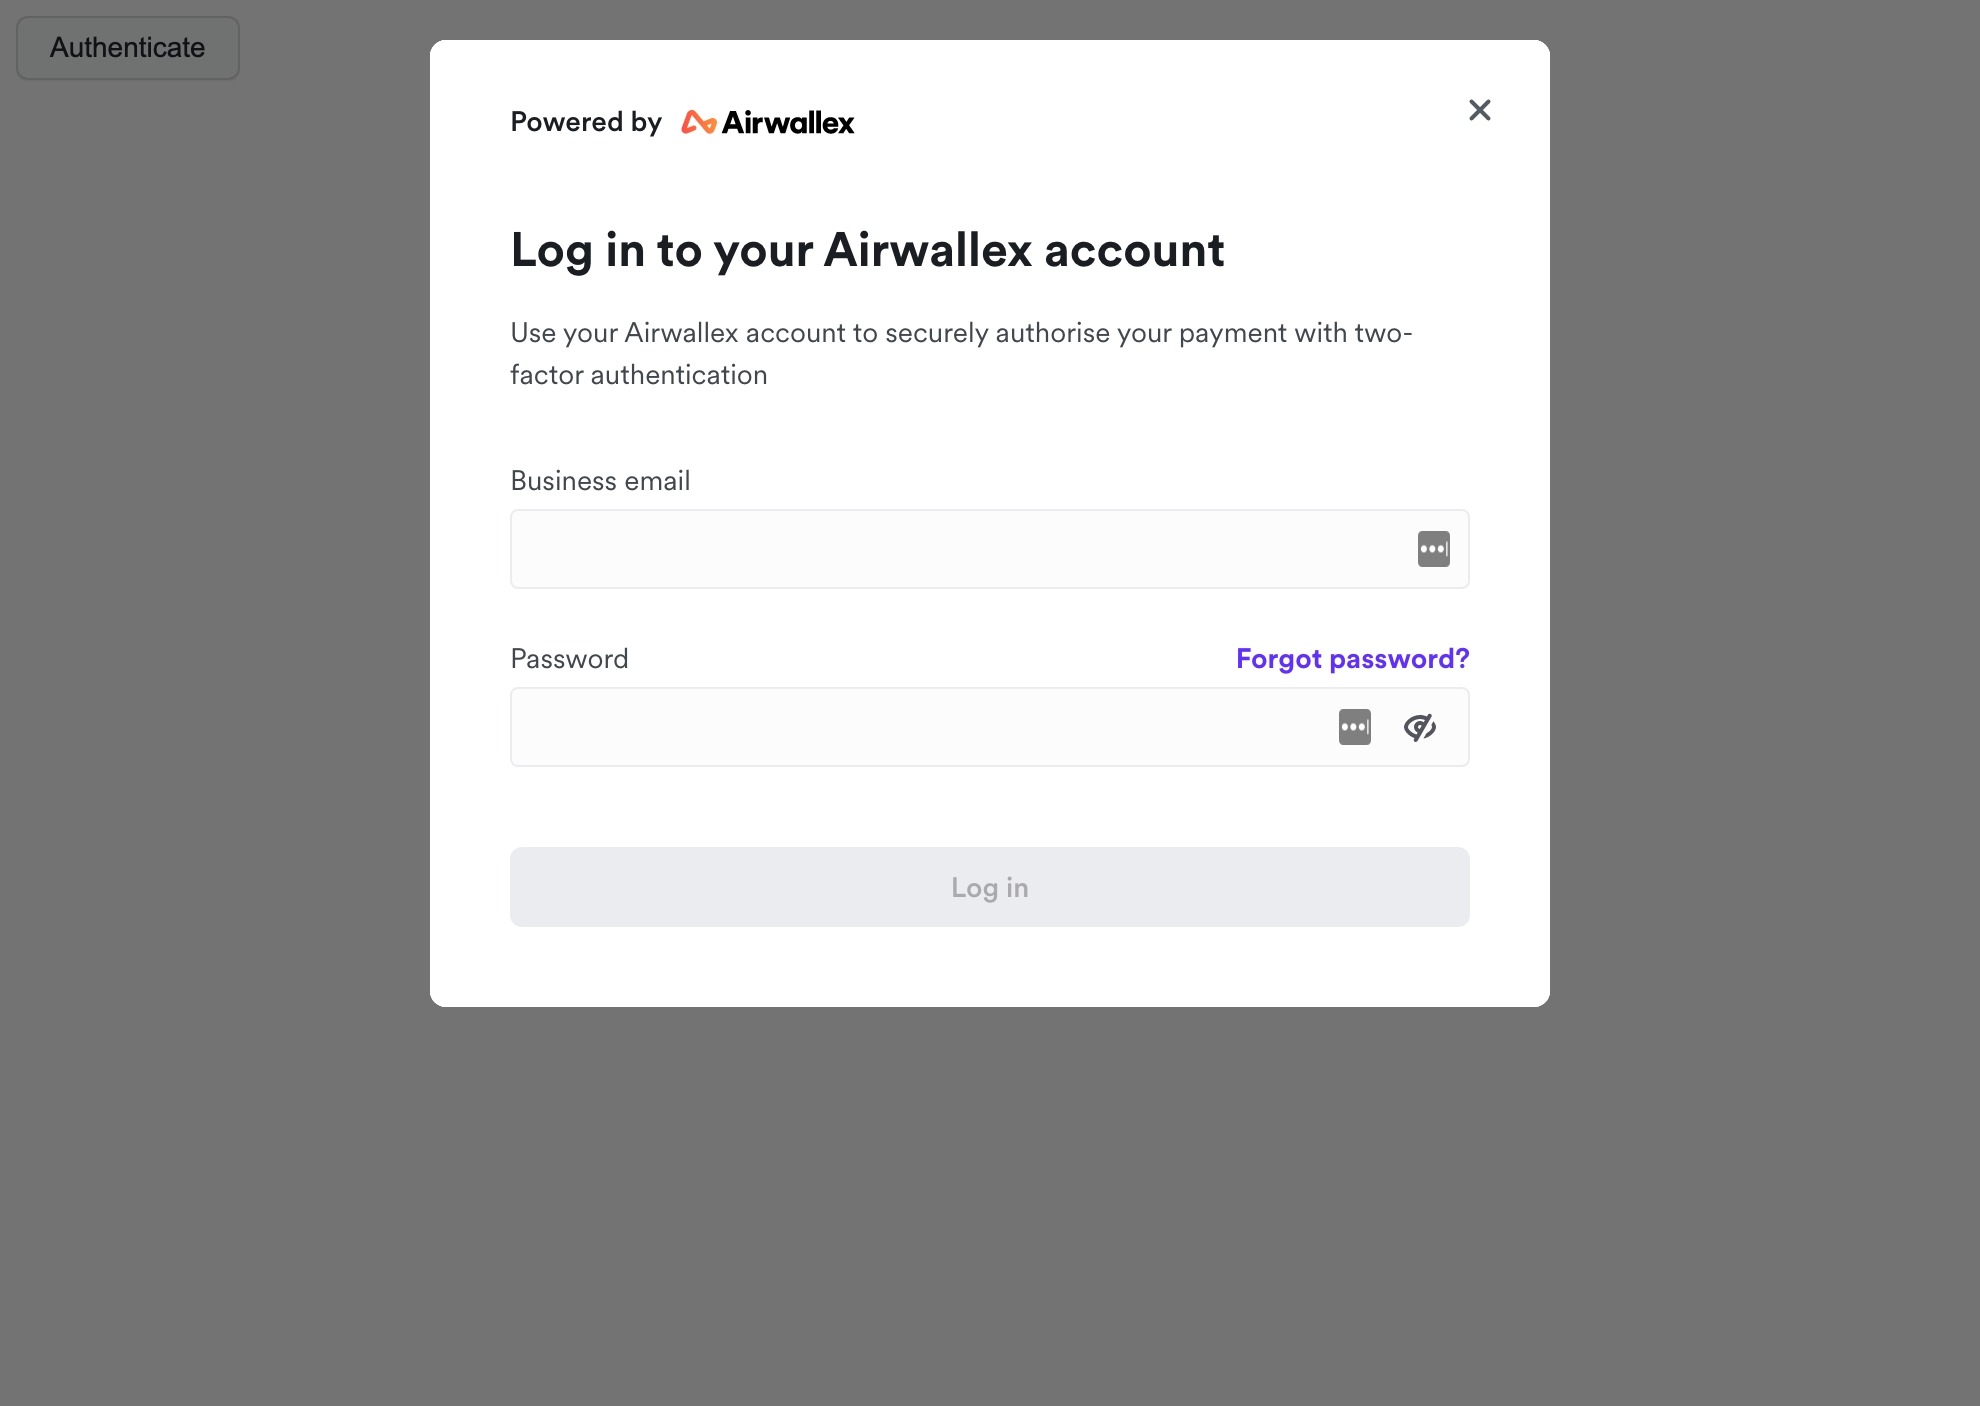 Authenticate
Powered by Airwallex
Log in to your Airwallex account
Use your Airwallex account to securely authorise your payment with two-
factor authentication
Business email
Password
Forgot password?
Log in